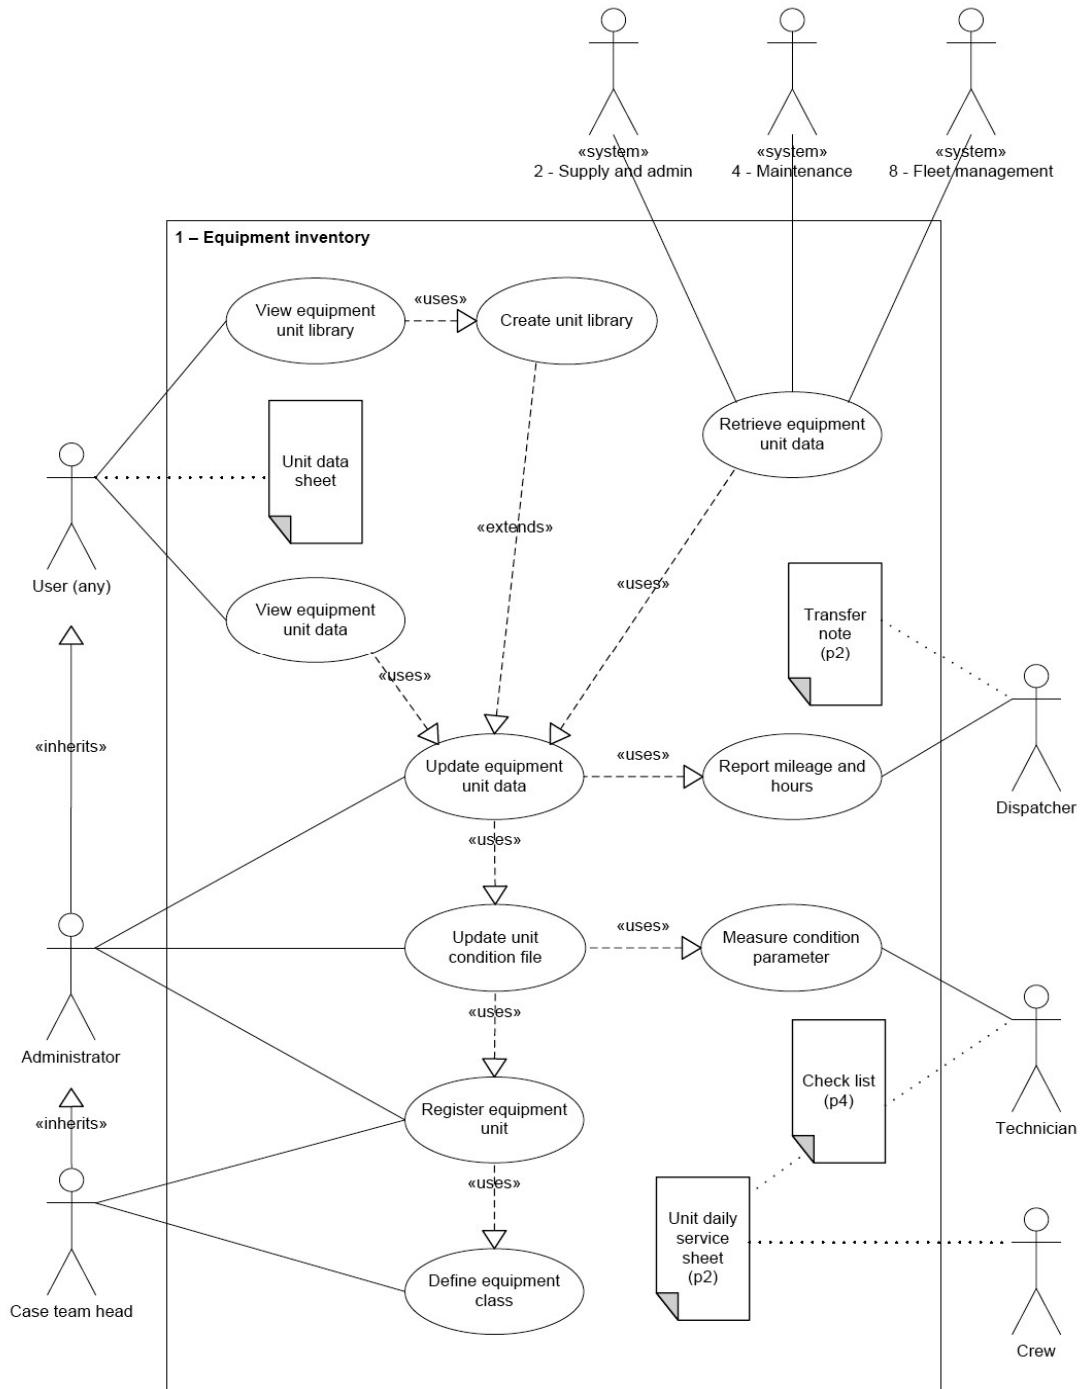 «system»
2 - Supply and admin
«system»
4 - Maintenance
«system»
8 - Fleet management
1 – Equipment inventory
View equipment
unit library
«uses»
Create unit library
Retrieve equipment
unit data
Unit data
sheet
User (any)
«extends»
«uses»
View equipment
unit data
«uses»
Transfer
note
(p2)
«inherits»
Update equipment
unit data
«uses»
Report mileage and
hours
Dispatcher
«uses»
Update unit
condition file
«uses»
Measure condition
parameter
Administrator
«uses»
Check list
(p4)
Technician
«inherits»
Register equipment
unit
«uses»
Unit daily
service
sheet
(p2)
Case team head
Define equipment
class
Crew